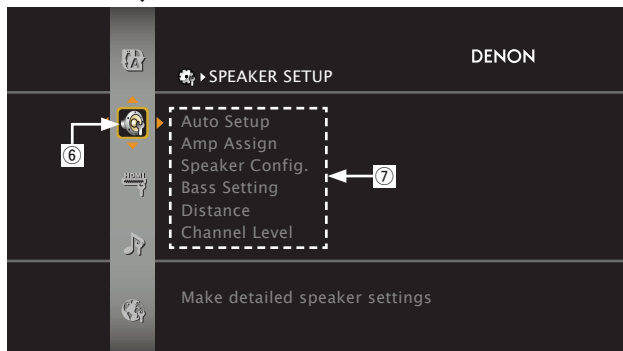 DENON
▸ SPEAKER SETUP
Auto Setup
Amp Assign
Speaker Config.
Bass Setting
Distance
Channel Level
Make detailed speaker settings
A
HDMI
⑥
⑦